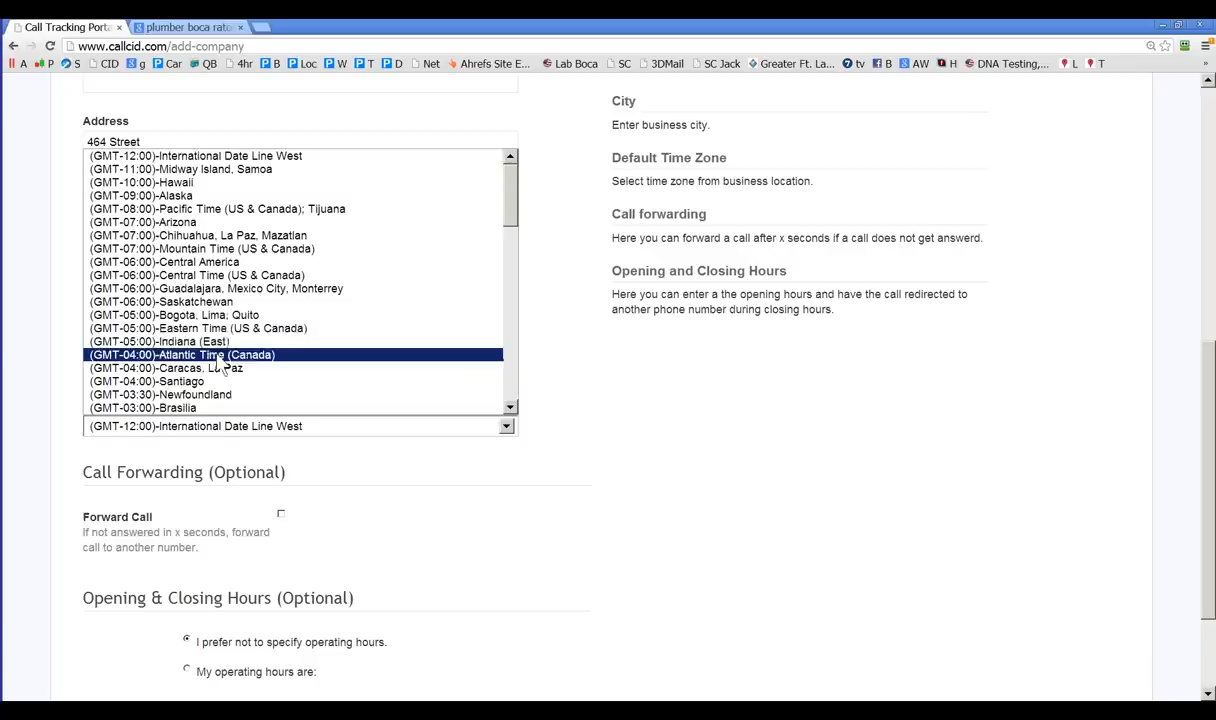 Call Tracking Porta
plumber boca rato
www.callcid.com/add-company
A P S CID g P Car QB 4hr P B P Loc P W P T P D Net Ahrefs Site E... Lab Boca SC 3DMail SC Jack Greater Ft. La... tv B AW H DNA Testing,... L T
Address
464 Street
(GMT-12:00)-International Date Line West
(GMT-11:00)-Midway Island, Samoa
(GMT-10:00)-Hawaii
(GMT-09:00)-Alaska
(GMT-08:00)-Pacific Time (US & Canada); Tijuana
(GMT-07:00)-Arizona
(GMT-07:00)-Chihuahua, La Paz, Mazatlan
(GMT-07:00)-Mountain Time (US & Canada)
(GMT-06:00)-Central America
(GMT-06:00)-Central Time (US & Canada)
(GMT-06:00)-Guadalajara, Mexico City, Monterrey
(GMT-06:00)-Saskatchewan
(GMT-05:00)-Bogota, Lima, Quito
(GMT-05:00)-Eastern Time (US & Canada)
(GMT-05:00)-Indiana (East)
(GMT-04:00)-Atlantic Time (Canada)
(GMT-04:00)-Caracas, La Paz
(GMT-04:00)-Santiago
(GMT-03:30)-Newfoundland
(GMT-03:00)-Brasilia
(GMT-12:00)-International Date Line West
Call Forwarding (Optional)
Forward Call
If not answered in x seconds, forward
call to another number.
Opening & Closing Hours (Optional)
I prefer not to specify operating hours.
My operating hours are:
City
Enter business city.
Default Time Zone
Select time zone from business location.
Call forwarding
Here you can forward a call after x seconds if a call does not get answerd.
Opening and Closing Hours
Here you can enter a the opening hours and have the call redirected to
another phone number during closing hours.